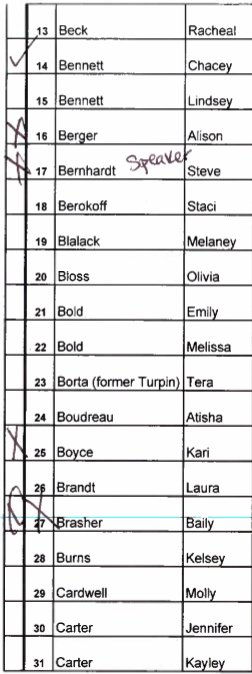 13 Beck Racheal
14 Bennett Chacey
15 Bennett Lindsey
16 Berger Alison
17 Bernhardt Speaker Steve
18 Berokoff Staci
19 Blalack Melaney
20 Bloss Olivia
21 Bold Emily
22 Bold Melissa
23 Borta (former Turpin) Tera
24 Boudreau Atisha
25 Boyce Kari
26 Brandt Laura
27 Brasher Baily
28 Burns Kelsey
29 Cardwell Molly
30 Carter Jennifer
31 Carter Kayley